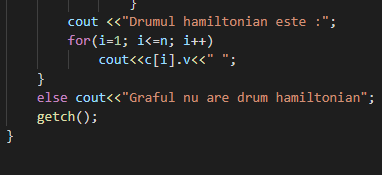 }
cout <<"Drumul hamiltonian este :";
for(i=1; i<=n; i++)
cout<<c[i].v<<" ";
}
else cout<<"Graful nu are drum hamiltonian";
getch();
}